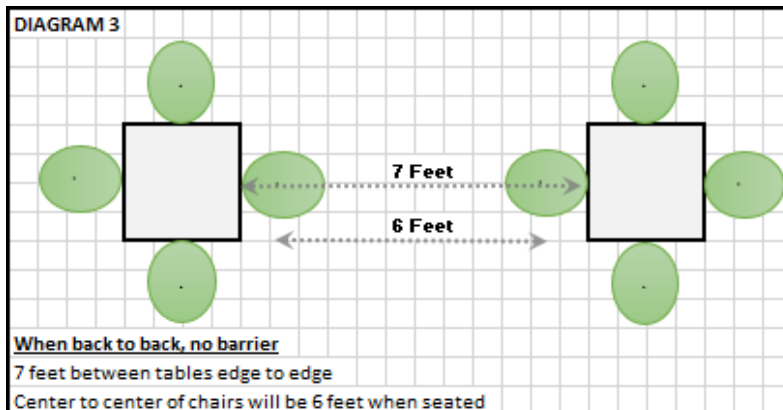 DIAGRAM 3
7 Feet
6 Feet
When back to back, no barrier
7 feet between tables edge to edge
Center to center of chairs will be 6 feet when seated